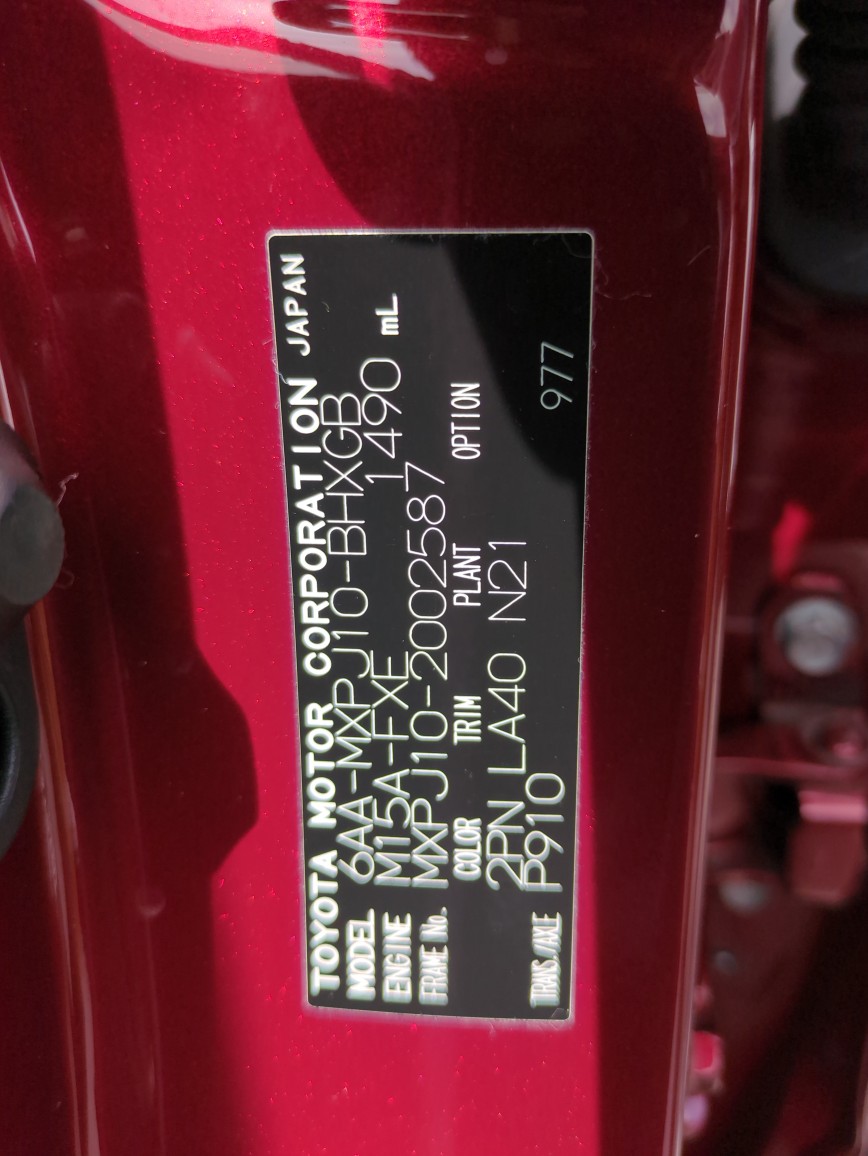 TOYOTA MOTOR CORPORATION JAPAN
MODEL 6AA-MXPJ10-BHXGB
ENGINE M15A-FXE 1490 mL
FRAME No. MXPJ10-2002587
COLOR TRIM PLANT OPTION
2PN LA40 N21
TRANS./AXLE P910 977